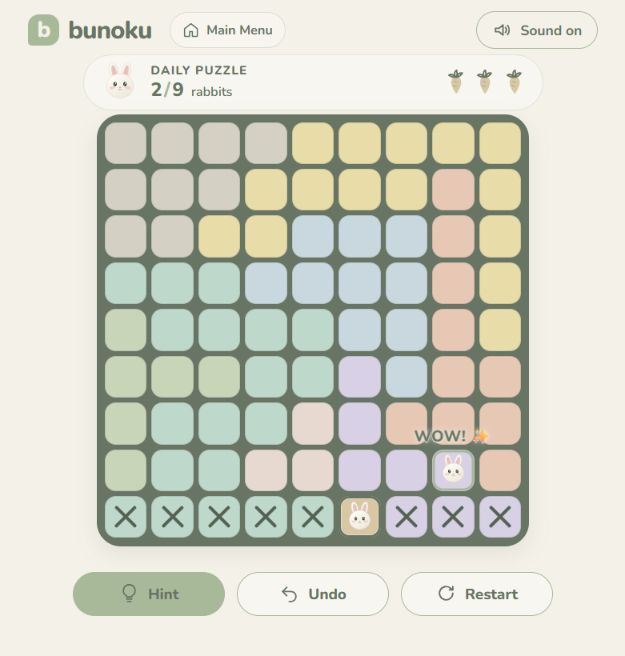 b bunoku
Main Menu
Sound on
DAILY PUZZLE
2/9 rabbits
WOW!
Hint
Undo
Restart